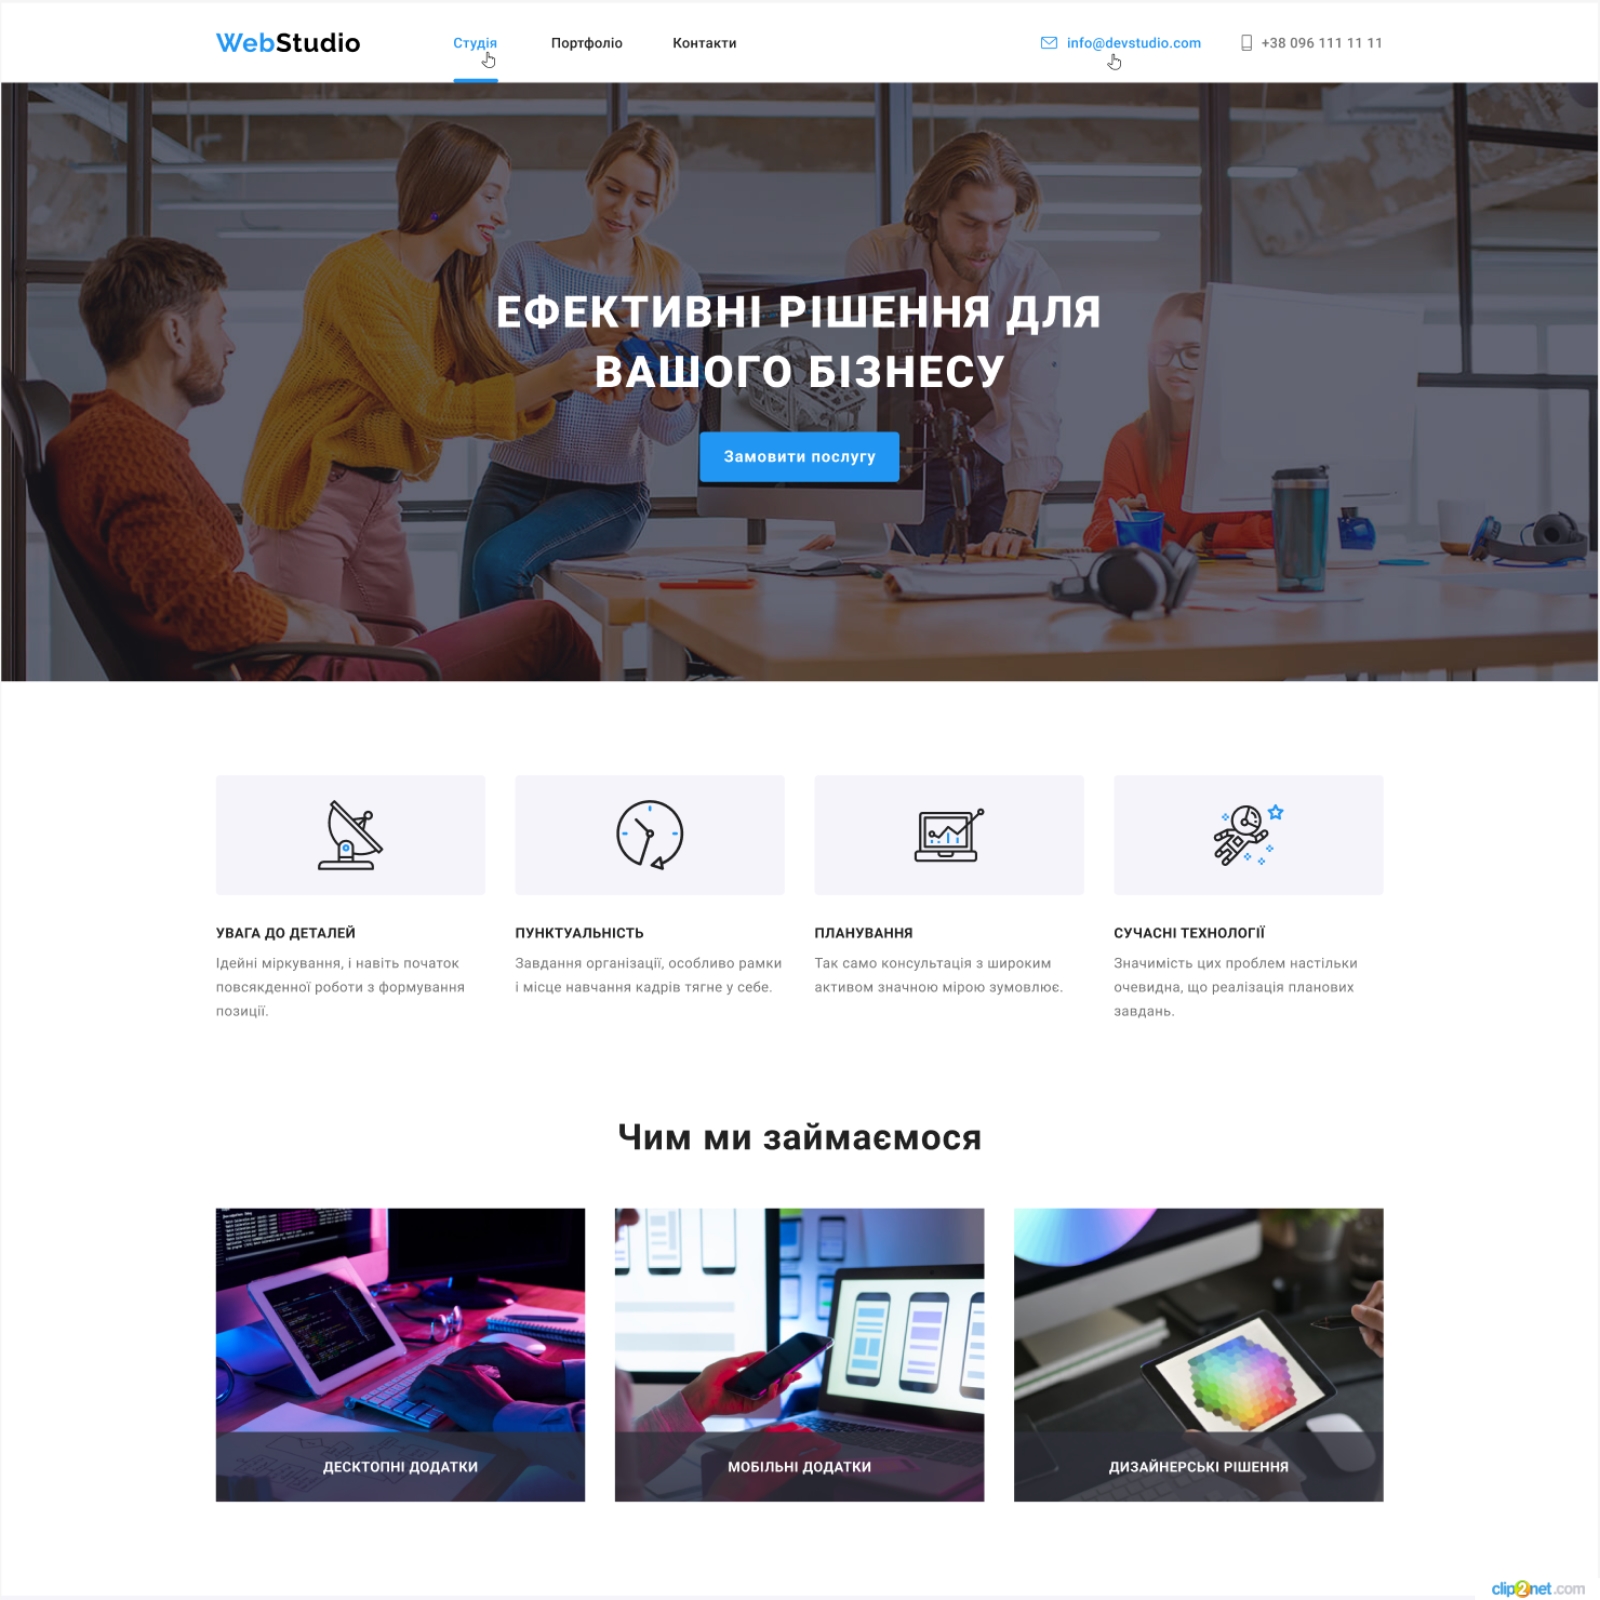 WebStudio
Студія
Портфоліо
Контакти
info@devstudio.com
+38 096 111 11 11
ЕФЕКТИВНІ РІШЕННЯ ДЛЯ
ВАШОГО БІЗНЕСУ
Замовити послугу
УВАГА ДО ДЕТАЛЕЙ
Ідейні міркування, і навіть початок
повсякденної роботи з формування
позиції.
ПУНКТУАЛЬНІСТЬ
Завдання організації, особливо рамки
і місце навчання кадрів тягне у себе.
ПЛАНУВАННЯ
Так само консультація з широким
активом значною мірою зумовлює.
СУЧАСНІ ТЕХНОЛОГІЇ
Значимість цих проблем настільки
очевидна, що реалізація планових
завдань.
Чим ми займаємося
ДЕСКТОПНІ ДОДАТКИ
МОБІЛЬНІ ДОДАТКИ
ДИЗАЙНЕРСЬКІ РІШЕННЯ
clip2net.com